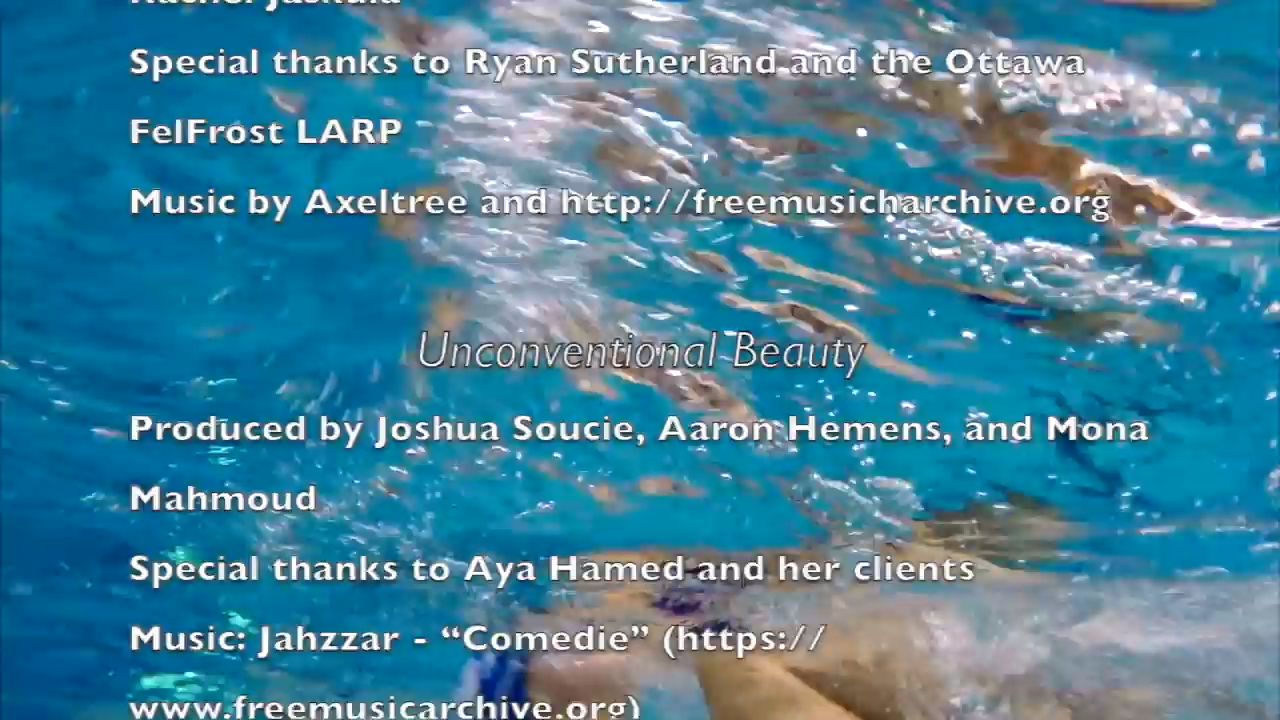 Special thanks to Ryan Sutherland and the Ottawa
FelFrost LARP
Music by Axeltree and http://freemusicharchive.org
Unconventional Beauty
Produced by Joshua Soucie, Aaron Hemens, and Mona
Mahmoud
Special thanks to Aya Hamed and her clients
Music: Jahzzar - “Comedie” (https://
www.freemusicarchive.org)